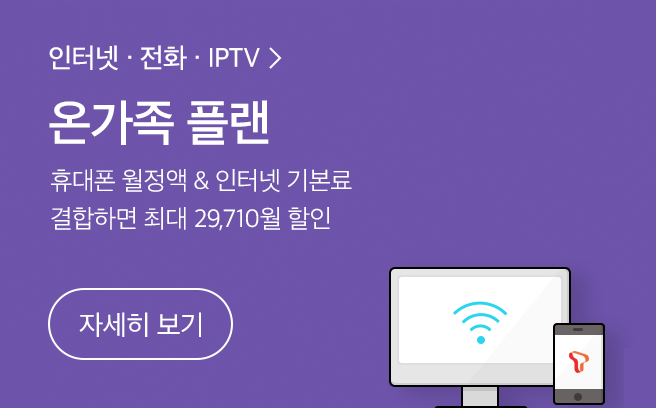 인터넷 · 전화 · IPTV >
온가족 플랜
휴대폰 월정액 & 인터넷 기본료
결합하면 최대 29,710월 할인
자세히 보기